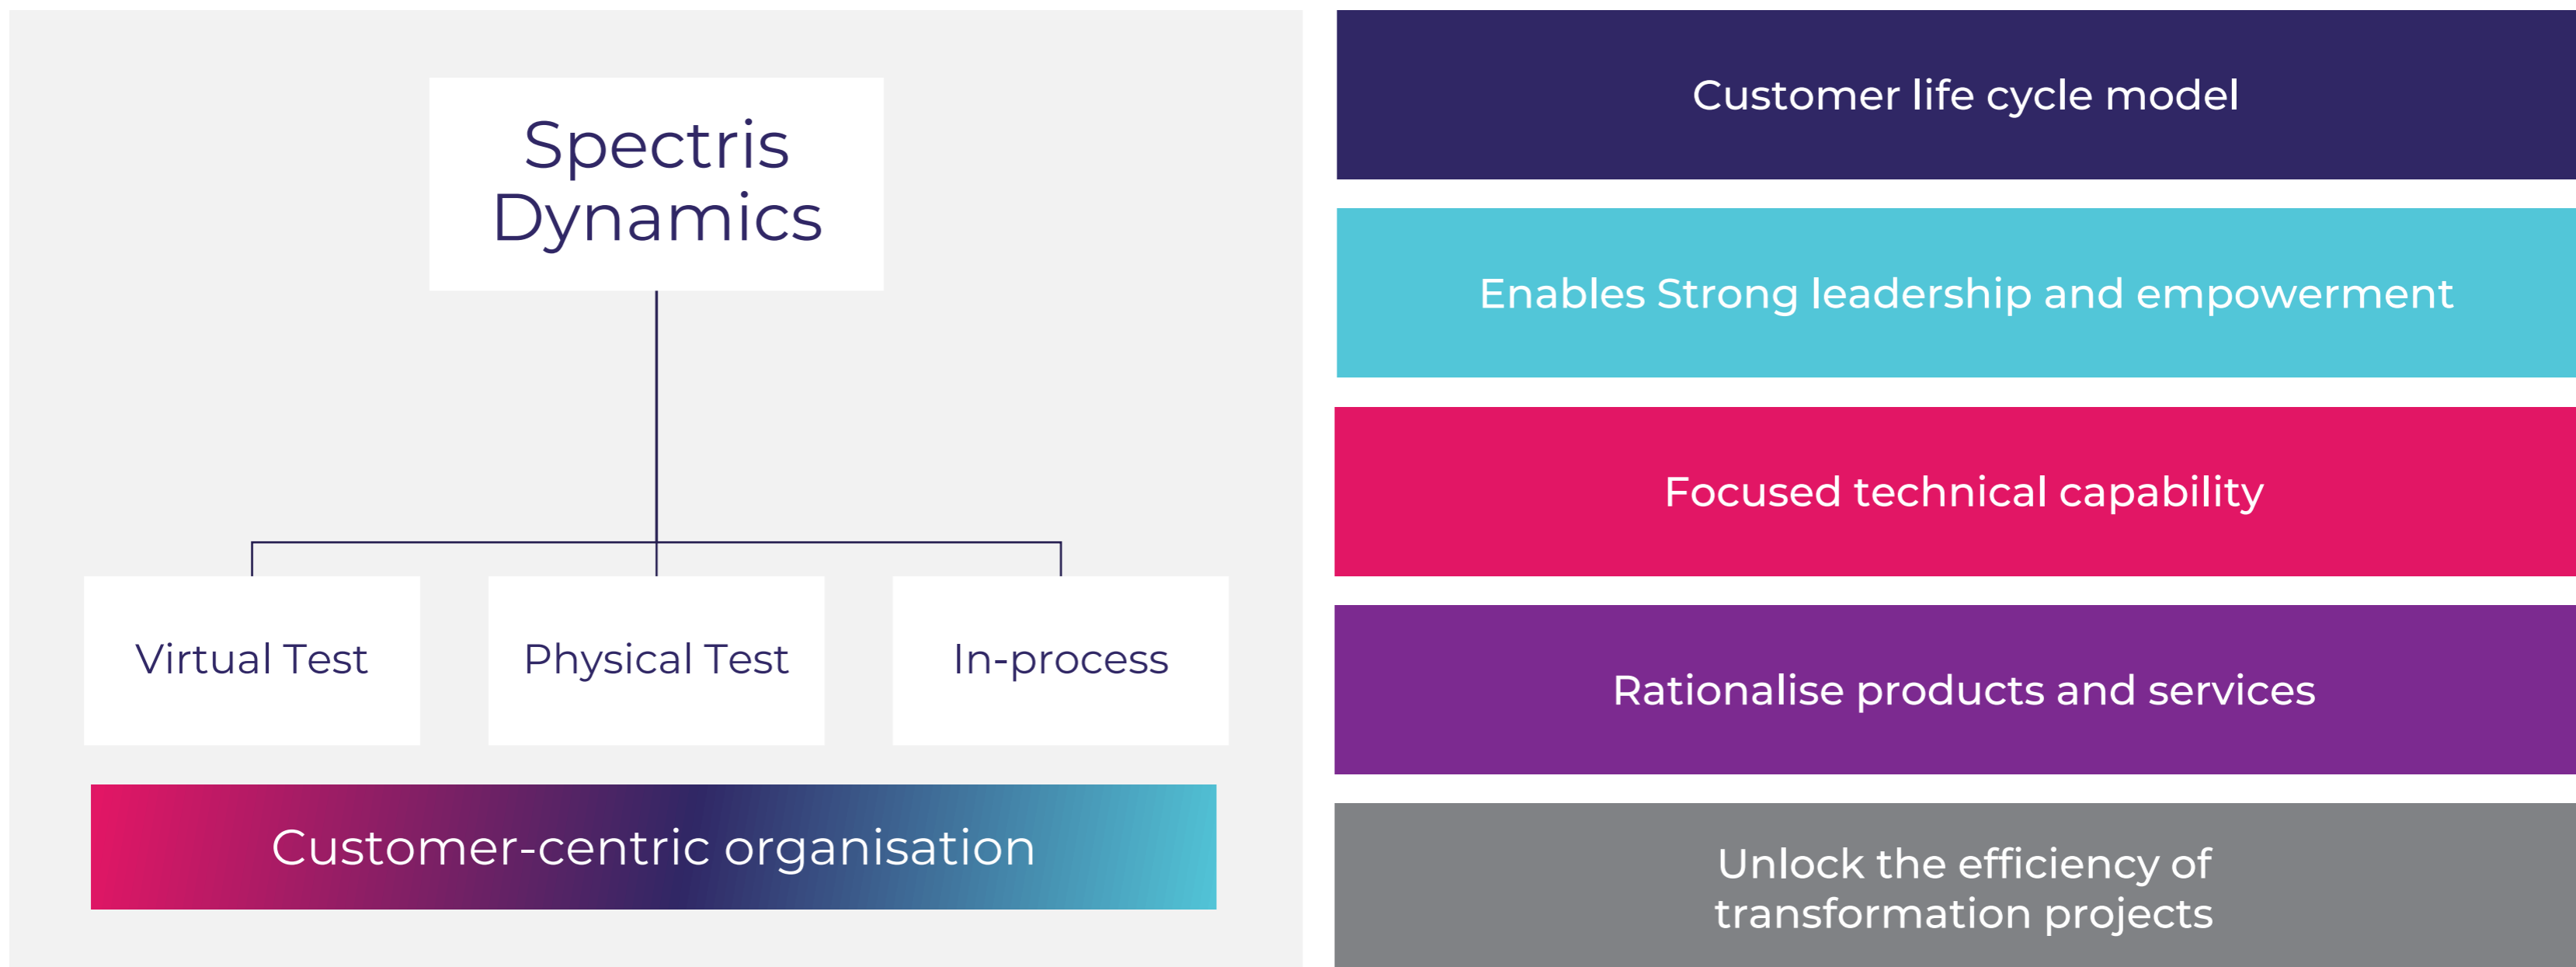 Spectris
Dynamics
Virtual Test
Physical Test
In-process
Customer-centric organisation
Customer life cycle model
Enables Strong leadership and empowerment
Focused technical capability
Rationalise products and services
Unlock the efficiency of
transformation projects